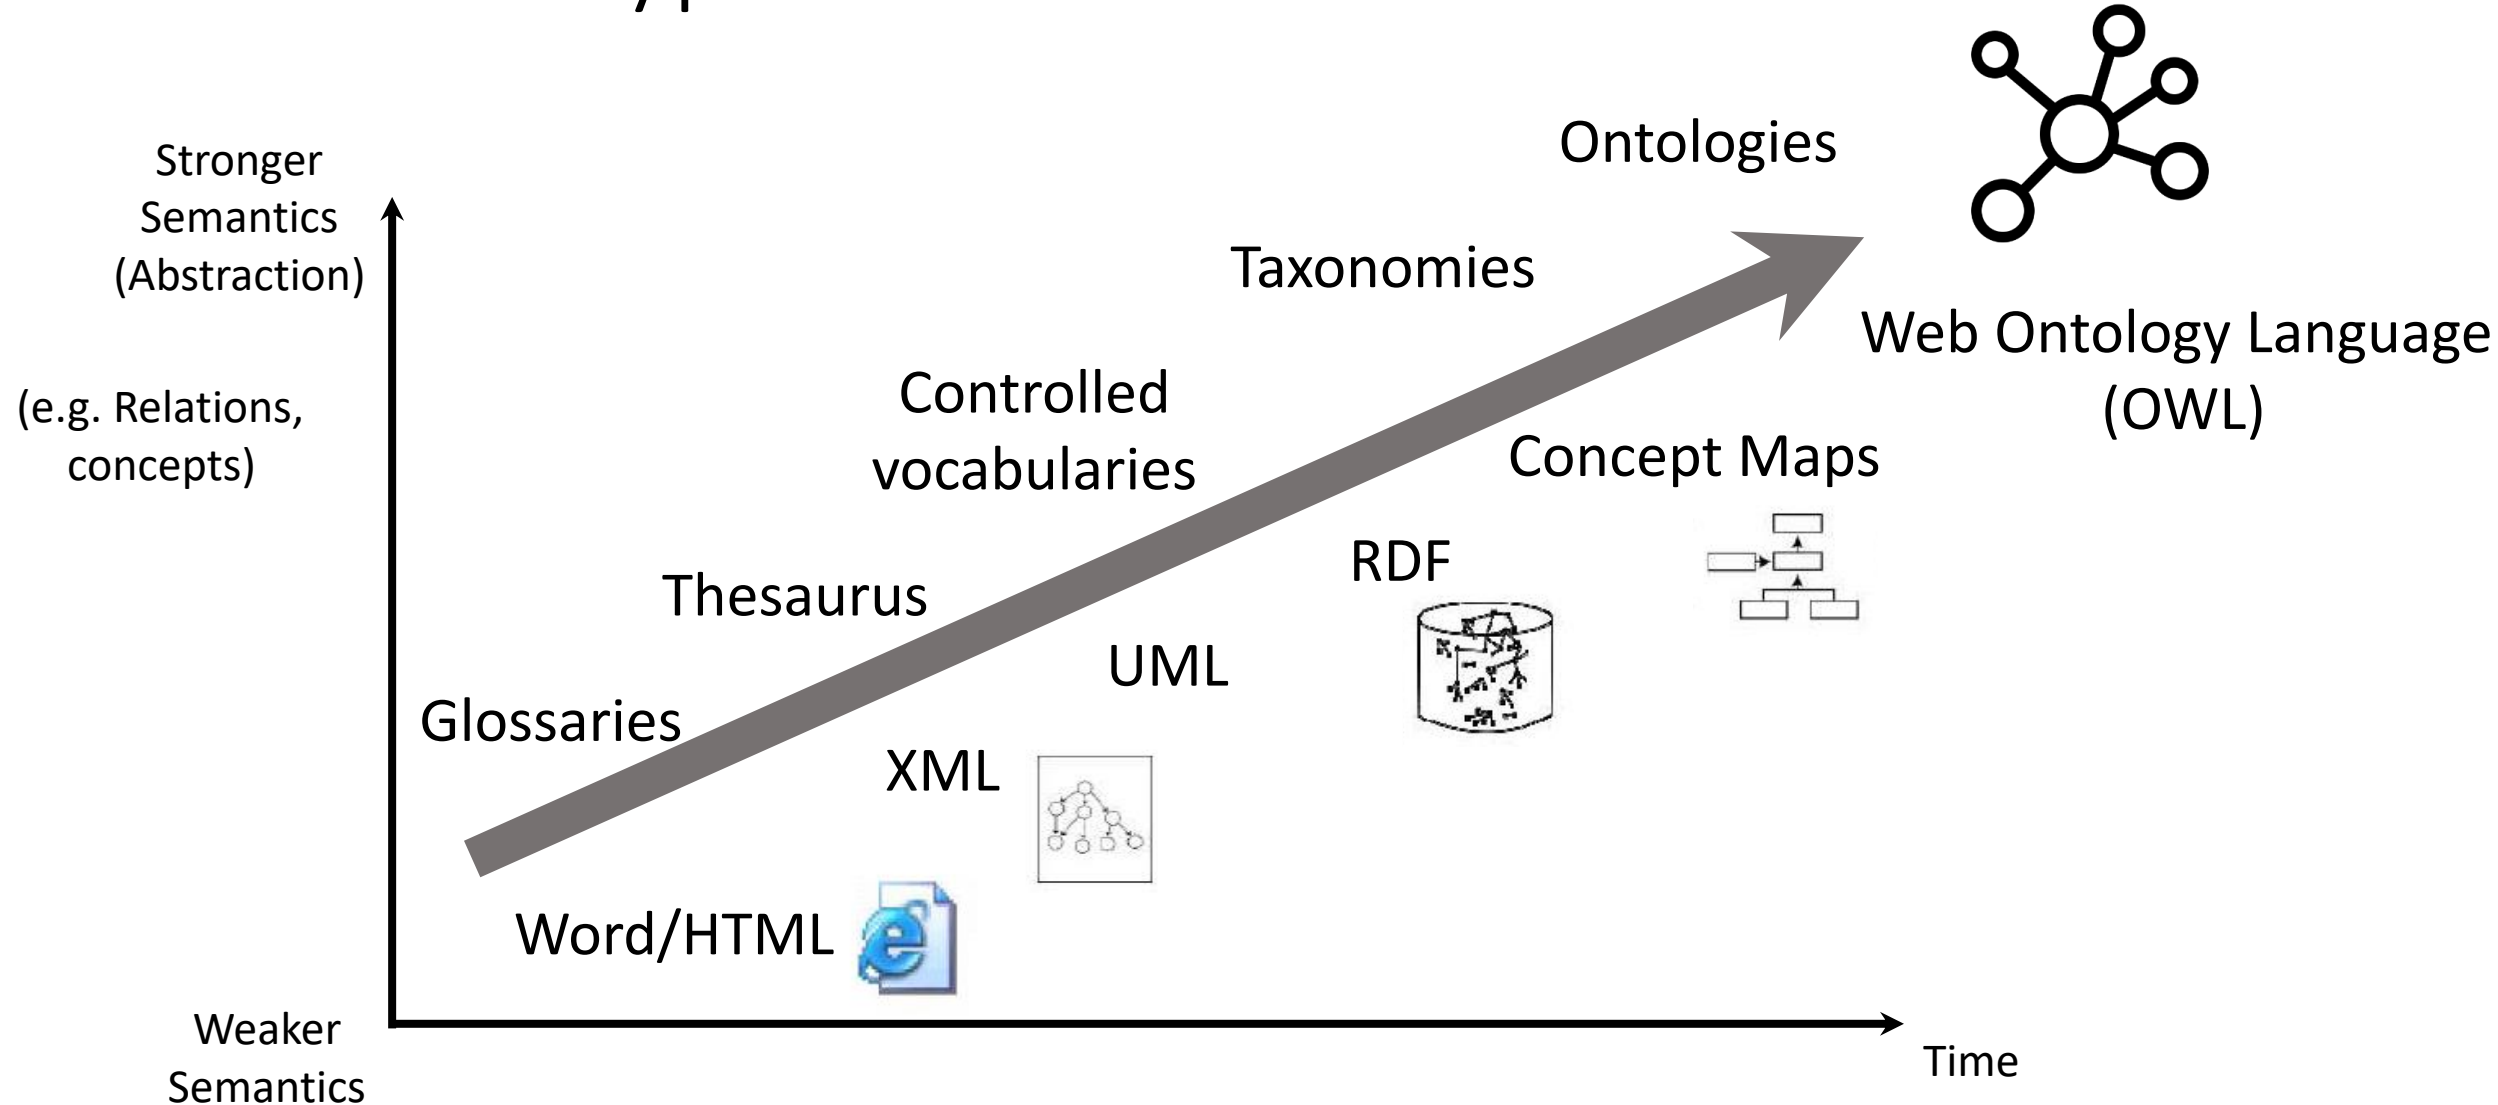 Stronger
Semantics
(Abstraction)
(e.g. Relations,
concepts)
Weaker
Semantics
Ontologies
Taxonomies
Controlled
vocabularies
Thesaurus
Glossaries
Web Ontology Language
(OWL)
Concept Maps
RDF
UML
XML
Word/HTML
Time